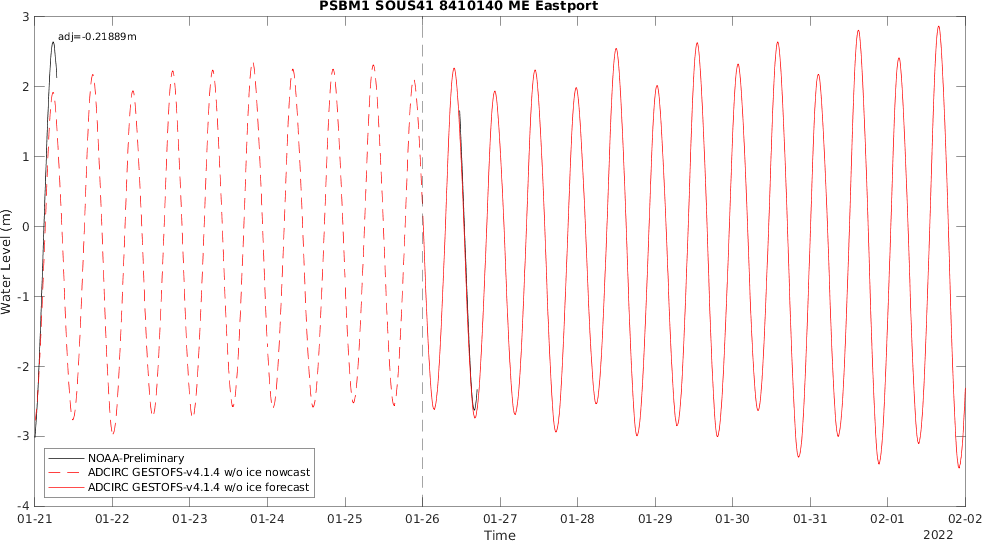 PSBM1 SOUS41 8410140 ME Eastport
adj=-0.21889m
Water Level (m)
3
2
1
0
-1
-2
-3
-4
NOAA-Preliminary
ADCIRC GESTOFS-v4.1.4 w/o ice nowcast
ADCIRC GESTOFS-v4.1.4 w/o ice forecast
01-21 01-22 01-23 01-24 01-25 01-26 01-27 01-28 01-29 01-30 01-31 02-01 02-02
Time
2022